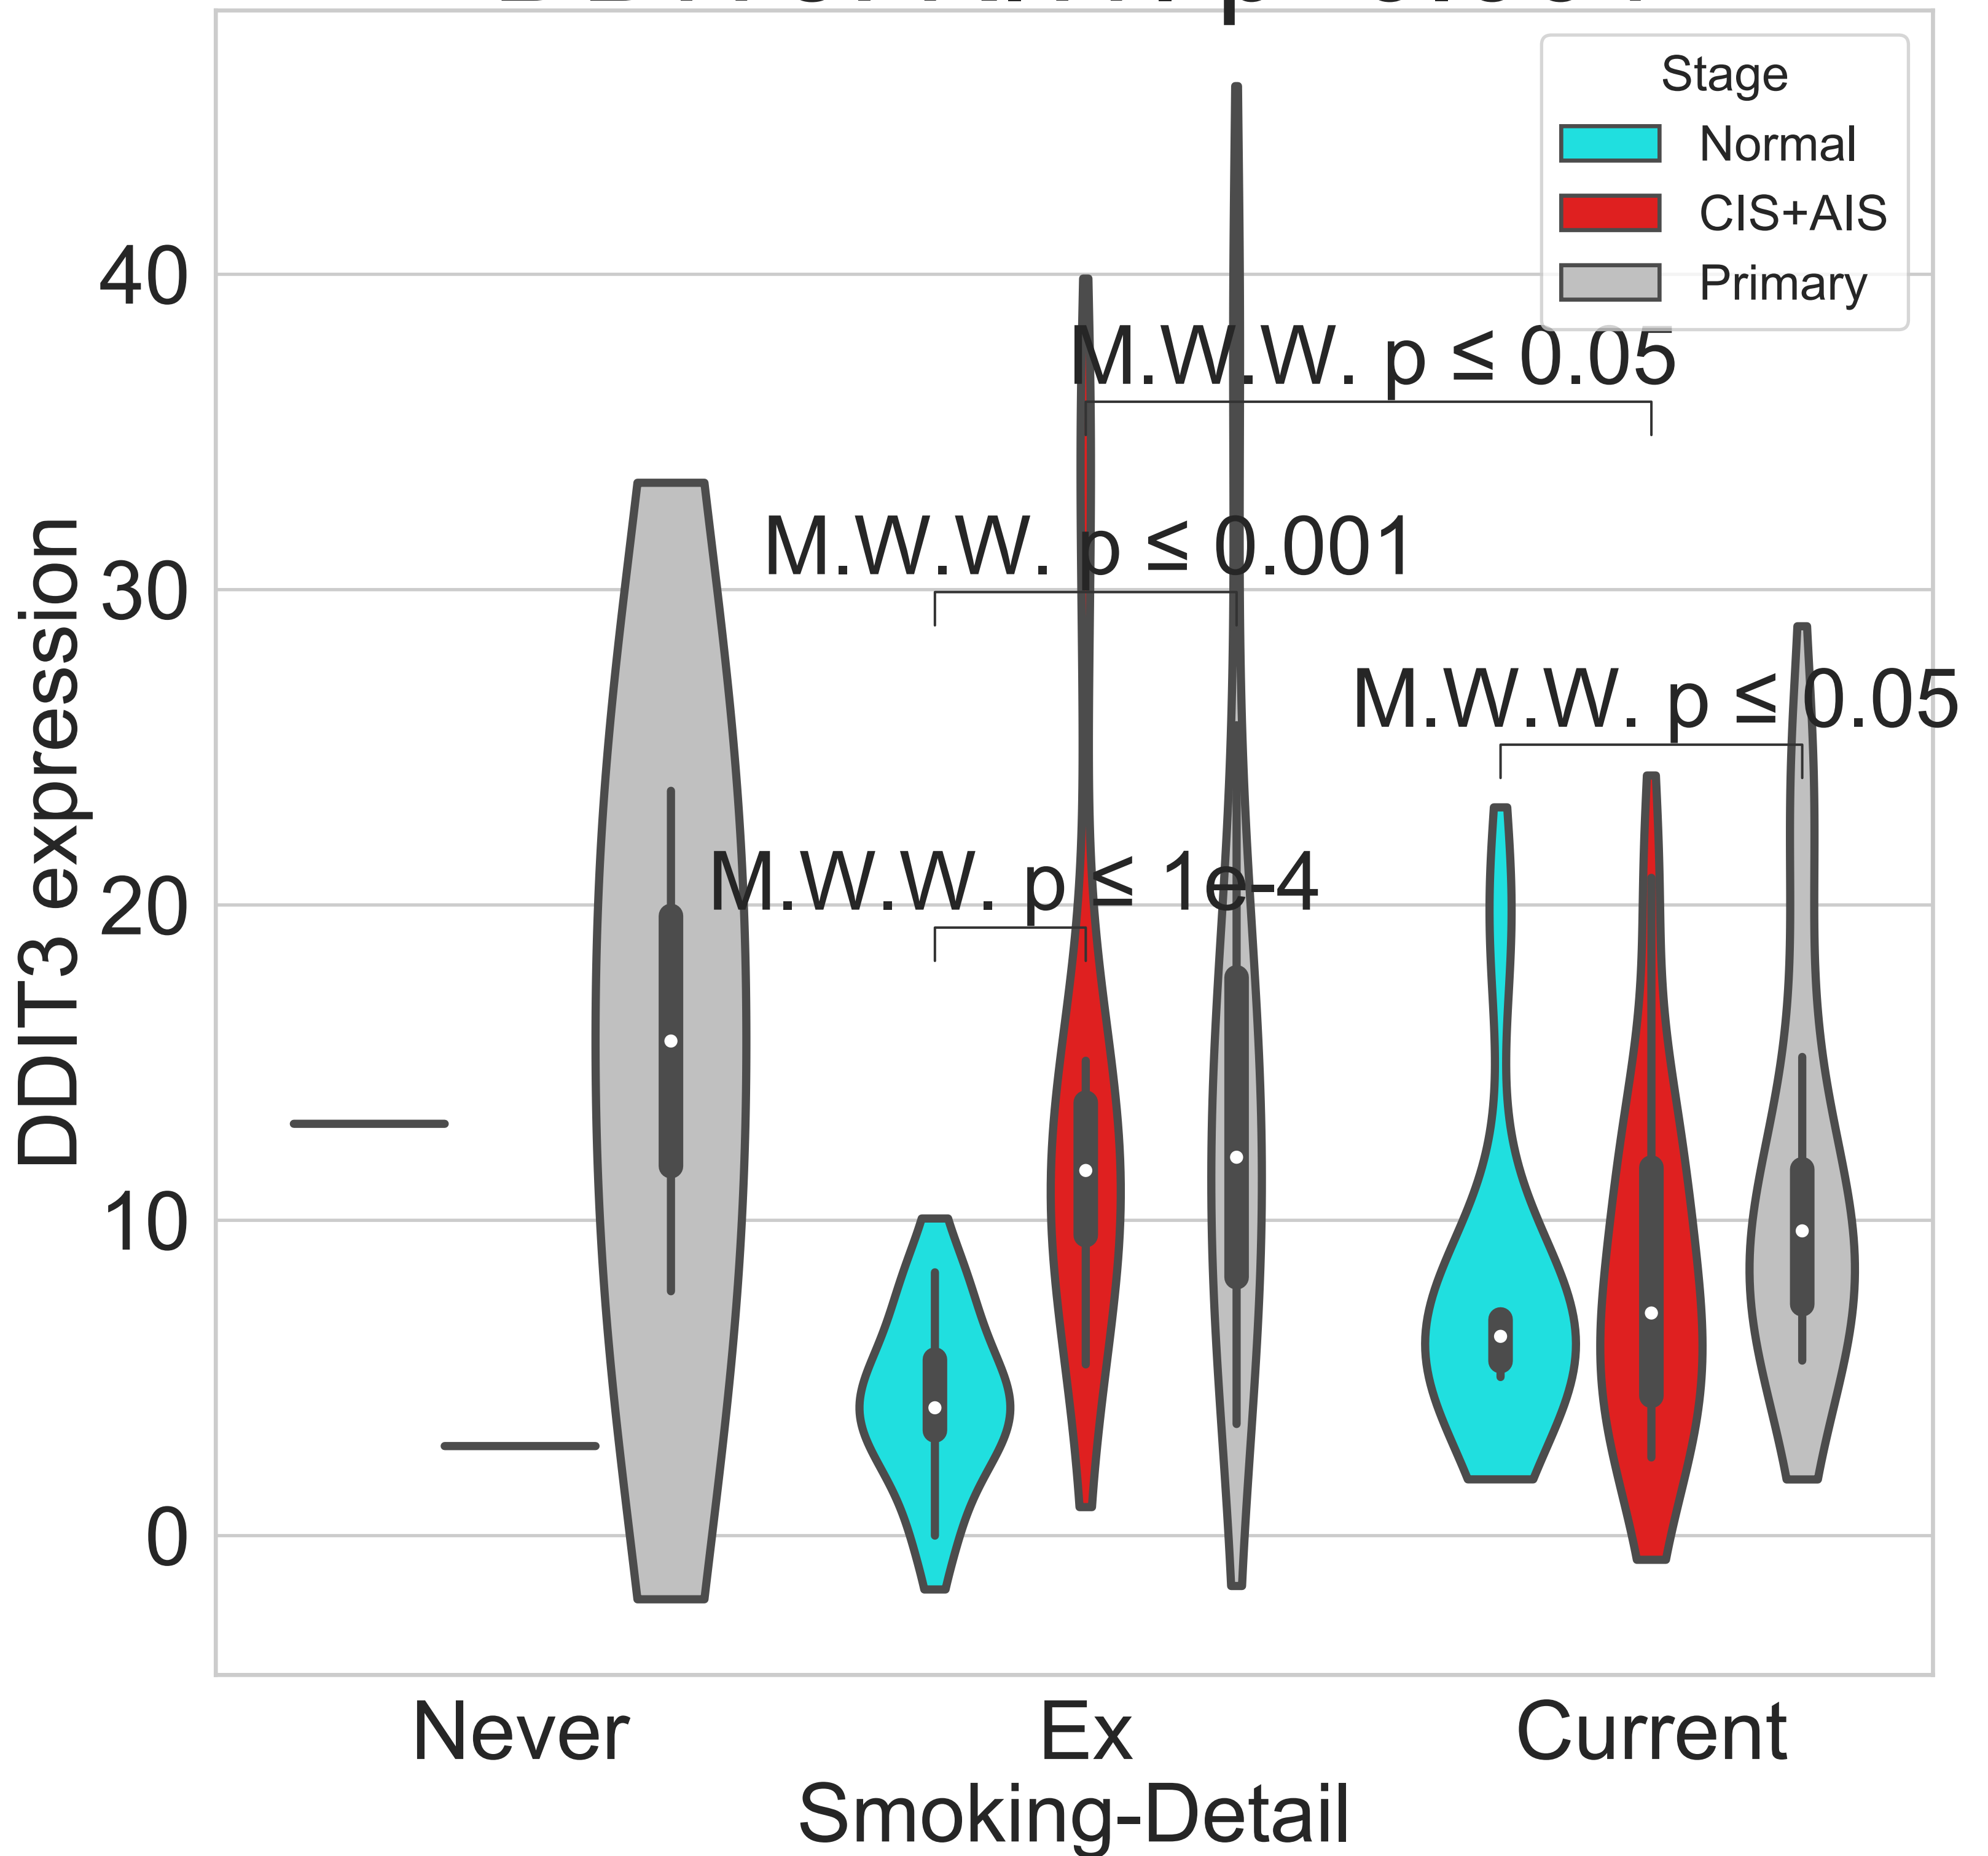 Stage
Normal
CIS+AIS
Primary
40
30
20
10
0
DDIT3 expression
M.W.W. p ≤ 0.05
M.W.W. p ≤ 0.001
M.W.W. p ≤ 0.05
M.W.W. p ≤ 1e-4
Never
Ex
Current
Smoking-Detail